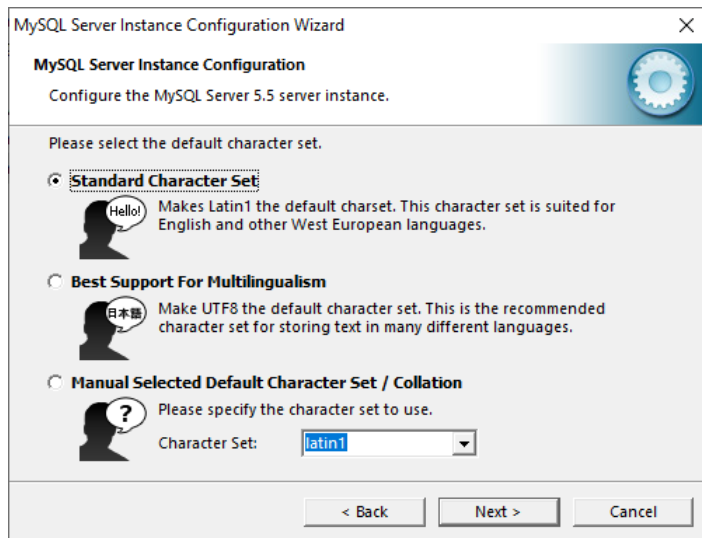 MySQL Server Instance Configuration Wizard
MySQL Server Instance Configuration
Configure the MySQL Server 5.5 server instance.
Please select the default character set.
Standard Character Set
Hello!
Makes Latin1 the default charset. This character set is suited for
English and other West European languages.
Best Support For Multilingualism
日本語
Make UTF8 the default character set. This is the recommended
character set for storing text in many different languages.
Manual Selected Default Character Set / Collation
?
Please specify the character set to use.
Character Set: latin1
< Back Next > Cancel